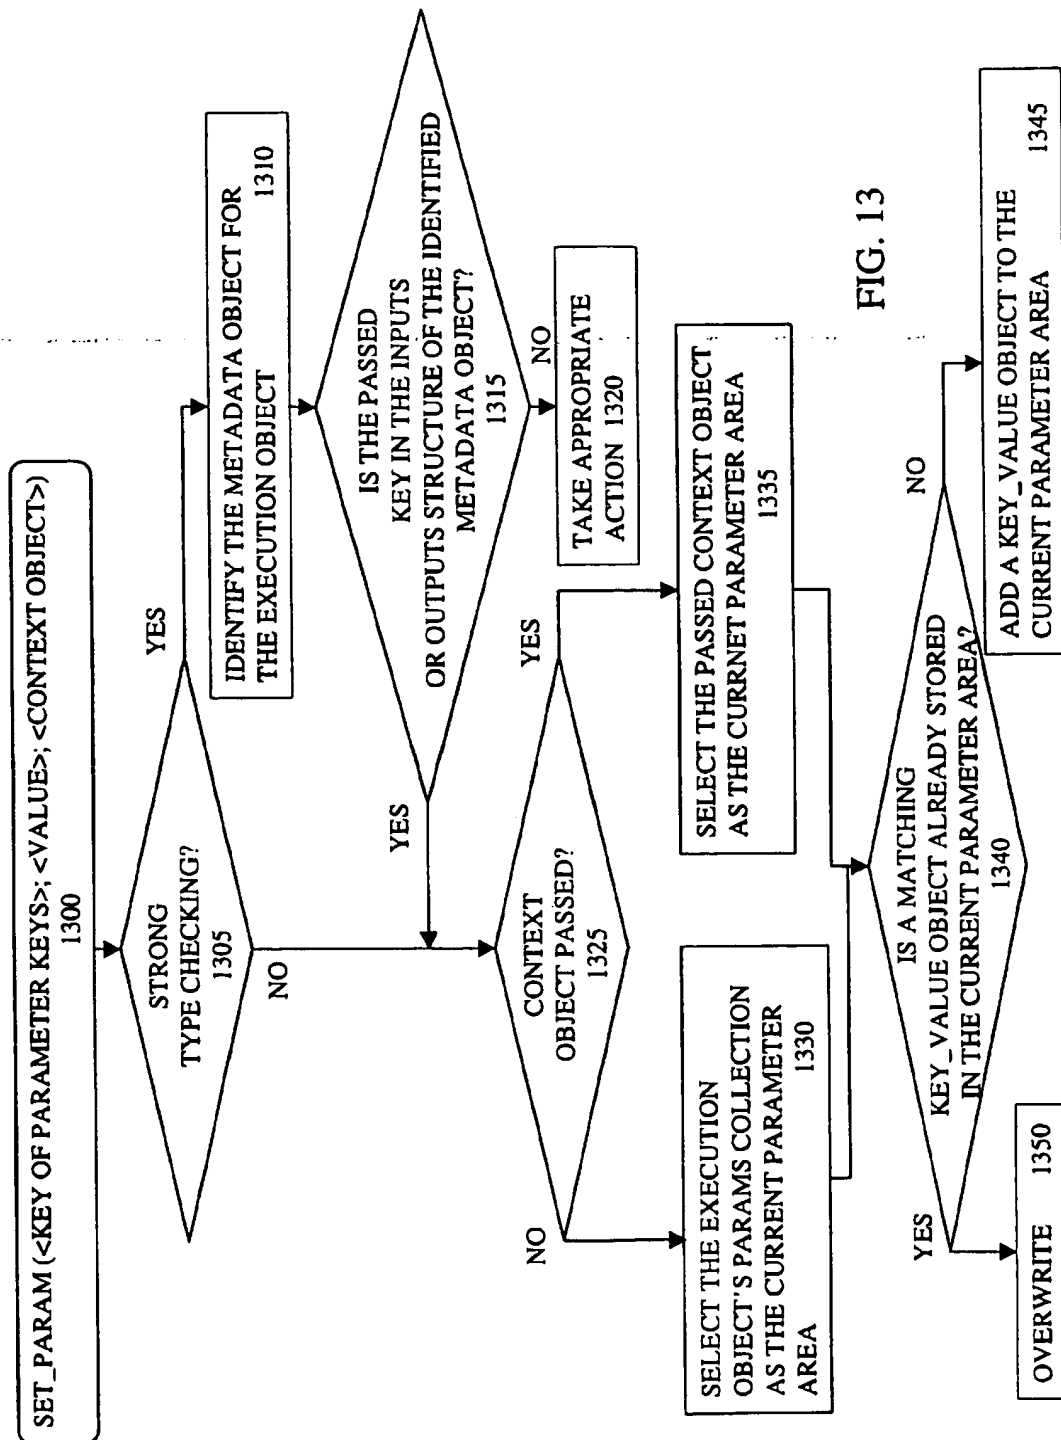 SET_PARAM (<KEY OF PARAMETER KEYS>; <VALUE>; <CONTEXT OBJECT>)
1300
STRONG
TYPE CHECKING?
1305
YES
NO
IDENTIFY THE METADATA OBJECT FOR
THE EXECUTION OBJECT
1310
IS THE PASSED
KEY IN THE INPUTS
OR OUTPUTS STRUCTURE OF THE IDENTIFIED
METADATA OBJECT?
1315
YES
NO
TAKE APPROPRIATE
ACTION 1320
CONTEXT
OBJECT PASSED?
1325
NO
YES
SELECT THE EXECUTION
OBJECT'S PARAMS COLLECTION
AS THE CURRENT PARAMETER
AREA
1330
SELECT THE PASSED CONTEXT OBJECT
AS THE CURRNET PARAMETER AREA
1335
IS A MATCHING
KEY_VALUE OBJECT ALREADY STORED
IN THE CURRENT PARAMETER AREA?
1340
YES
NO
OVERWRITE 1350
ADD A KEY_VALUE OBJECT TO THE
CURRENT PARAMETER AREA
1345
FIG. 13